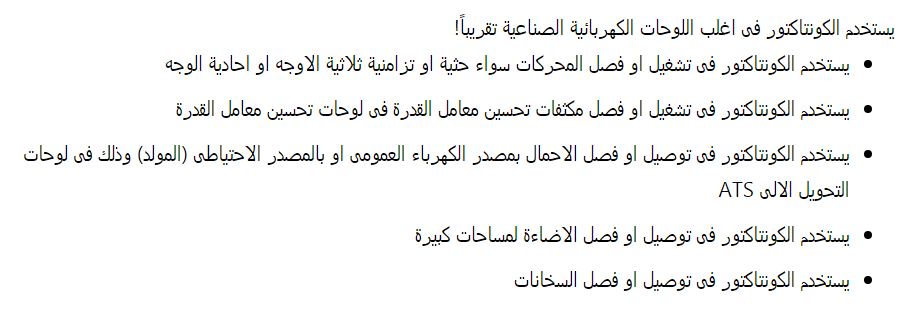 يستخدم الكونتاكتور فى اغلب اللوحات الكهربائية الصناعية تقريباً!
• يستخدم الكونتاكتور فى تشغيل او فصل المحركات سواء حثية او تزامنية ثلاثية الاوجه او احادية الوجه
• يستخدم الكونتاكتور فى تشغيل او فصل مكثفات تحسين معامل القدرة فى لوحات تحسين معامل القدرة
• يستخدم الكونتاكتور فى توصيل او فصل الاحمال بمصدر الكهرباء العمومى او بالمصدر الاحتياطى (المولد) وذلك فى لوحات
التحويل الالى ATS
• يستخدم الكونتاكتور فى توصيل او فصل الاضاءة لمساحات كبيرة
• يستخدم الكونتاكتور فى توصيل او فصل السخانات